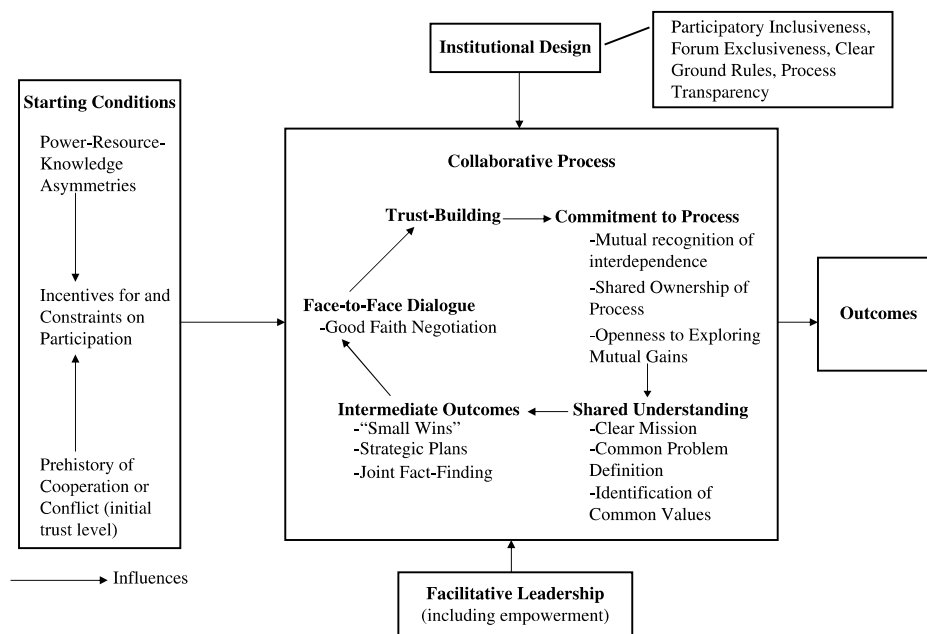 Institutional Design
Participatory Inclusiveness,
Forum Exclusiveness, Clear
Ground Rules, Process
Transparency
Starting Conditions
Power-Resource-
Knowledge
Asymmetries
Incentives for and
Constraints on
Participation
Prehistory of
Cooperation or
Conflict (initial
trust level)
Collaborative Process
Trust-Building
Commitment to Process
-Mutual recognition of
interdependence
-Shared Ownership of
Process
-Openness to Exploring
Mutual Gains
Face-to-Face Dialogue
-Good Faith Negotiation
Intermediate Outcomes
-“Small Wins”
-Strategic Plans
-Joint Fact-Finding
Shared Understanding
-Clear Mission
-Common Problem
Definition
-Identification of
Common Values
Outcomes
Influences
Facilitative Leadership
(including empowerment)